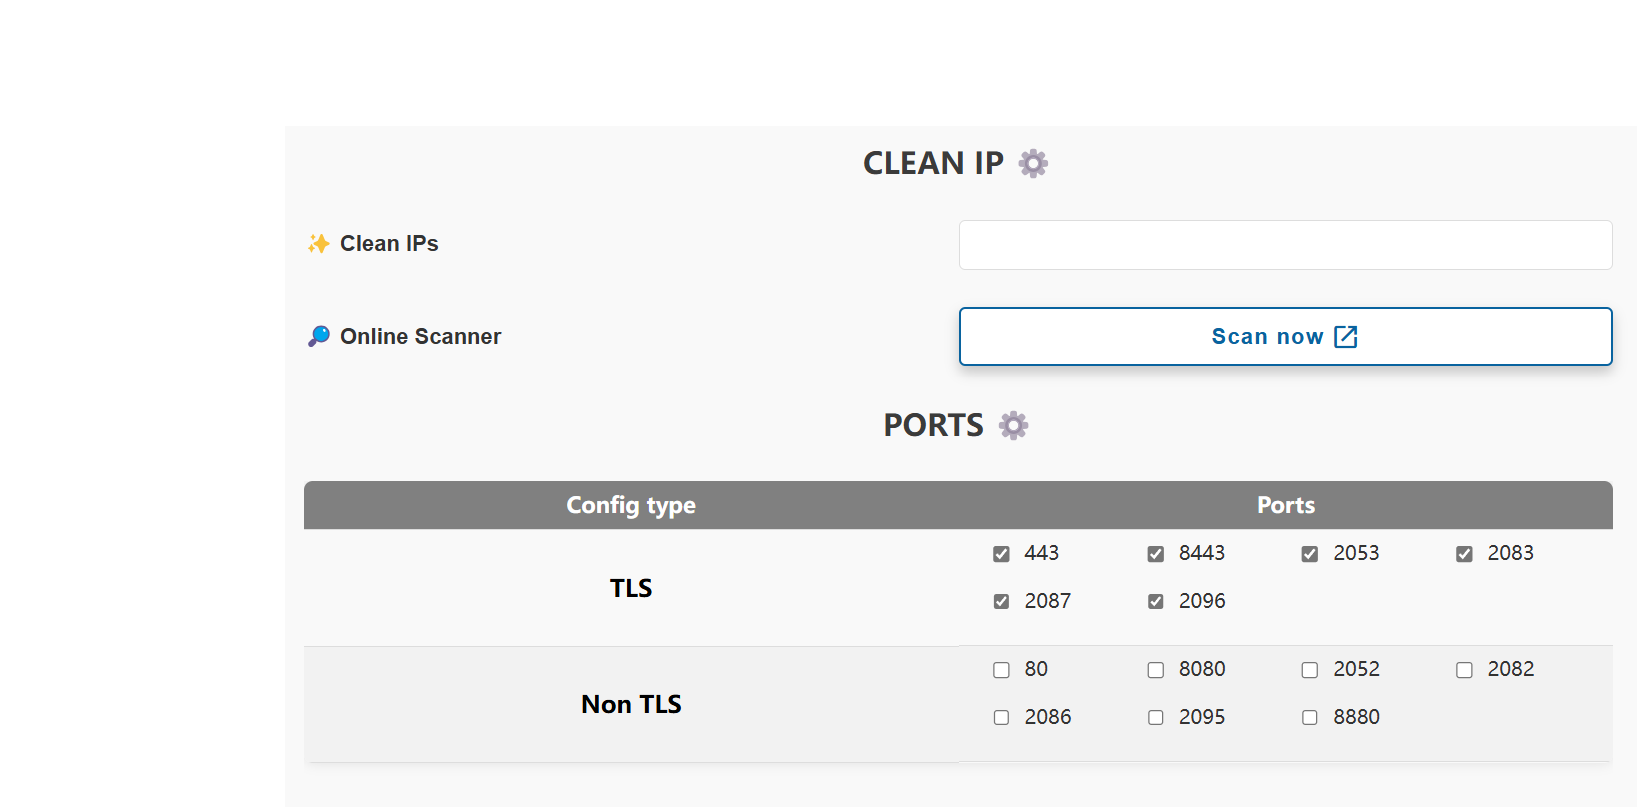 CLEAN IP
Clean IPs
Online Scanner
Scan now
PORTS
Config type Ports
TLS
443 8443 2053 2083
2087 2096
Non TLS
80 8080 2052 2082
2086 2095 8880